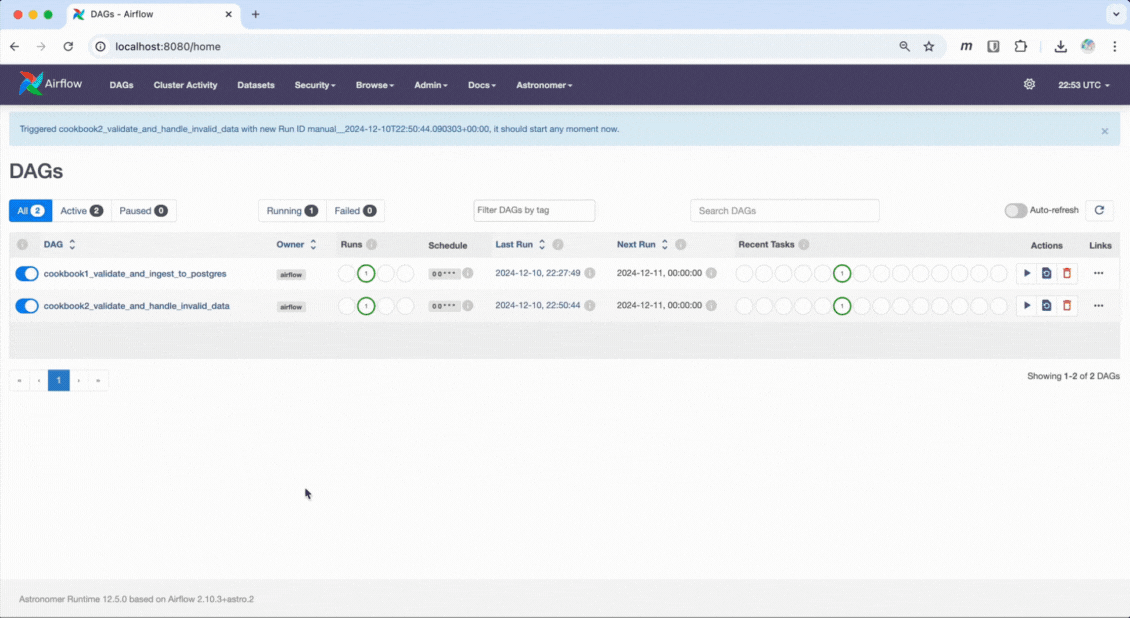 DAGs - Airflow
localhost:8080/home
Airflow DAGs Cluster Activity Datasets Security Browse Admin Docs Astronomer 22:53 UTC
Triggered cookbook2_validate_and_handle_invalid_data with new Run ID manual__2024-12-10T22:50:44.090303+00:00, it should start any moment now. ×
DAGs
All 2 Active 2 Paused 0 Running 1 Failed 0 Filter DAGs by tag Search DAGs Auto-refresh
DAG Owner Runs Schedule Last Run Next Run Recent Tasks Actions Links
cookbook1_validate_and_ingest_to_postgres airflow 1 0 0 * * * 2024-12-10, 22:27:49 2024-12-11, 00:00:00 1
cookbook2_validate_and_handle_invalid_data airflow 1 0 0 * * * 2024-12-10, 22:50:44 2024-12-11, 00:00:00 1
« ‹ 1 › » Showing 1-2 of 2 DAGs
Astronomer Runtime 12.5.0 based on Airflow 2.10.3+astro.2